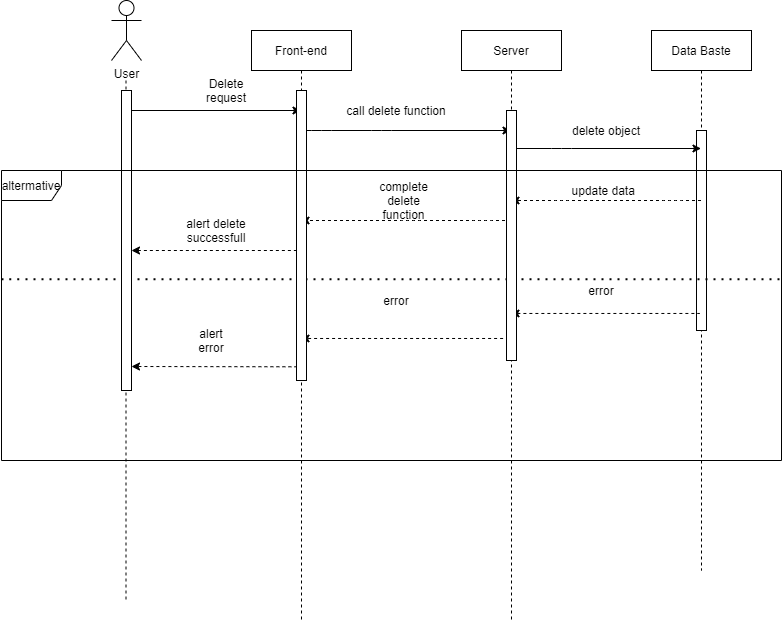 User
Front-end
Server
Data Baste
Delete
request
call delete function
delete object
altermative
complete
delete
function
update data
alert delete
successfull
error
error
alert
error